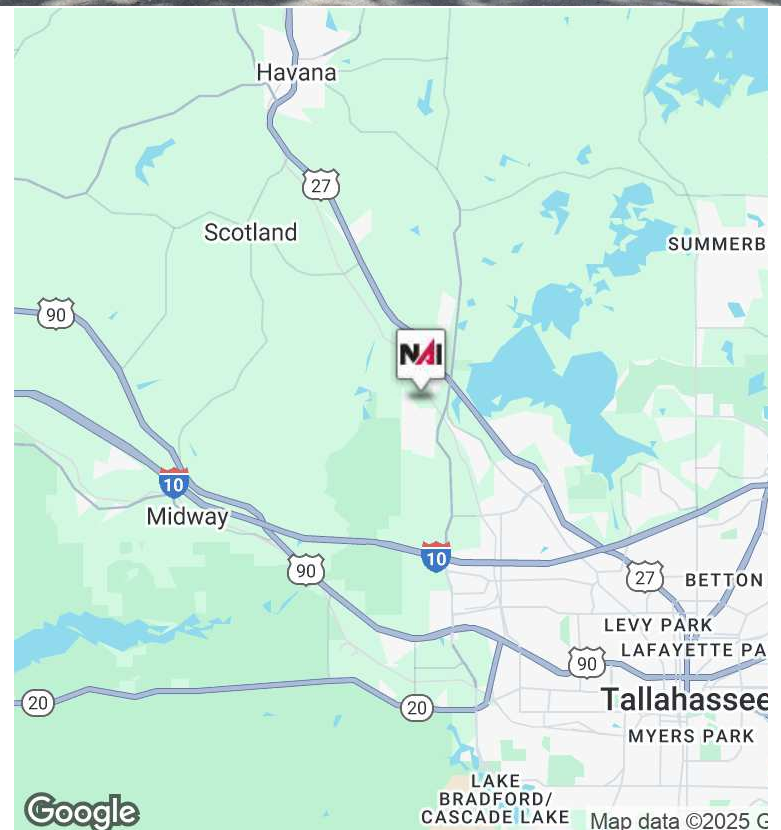 Havana
27
Scotland
SUMMERB
90
NAI
10
Midway
10
90
27
BETTON
LEVY PARK
LAFAYETTE PA
90
20
20
Tallahassee
MYERS PARK
LAKE
BRADFORD/
CASCADE LAKE
Google
Map data ©2025 G